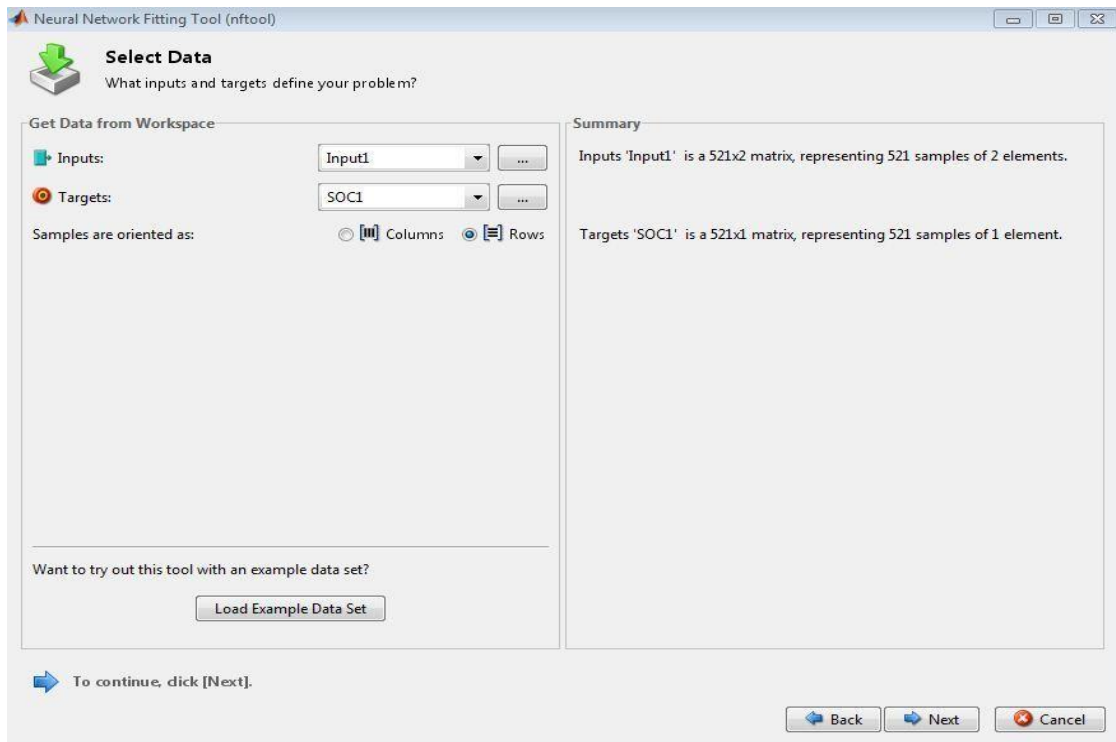 Neural Network Fitting Tool (nftool)
Select Data
What inputs and targets define your problem?
Get Data from Workspace
Inputs:
Input1
...
Targets:
SOC1
...
Samples are oriented as:
Columns
Rows
Summary
Inputs 'Input1' is a 521x2 matrix, representing 521 samples of 2 elements.
Targets 'SOC1' is a 521x1 matrix, representing 521 samples of 1 element.
Want to try out this tool with an example data set?
Load Example Data Set
To continue, click [Next].
Back
Next
Cancel